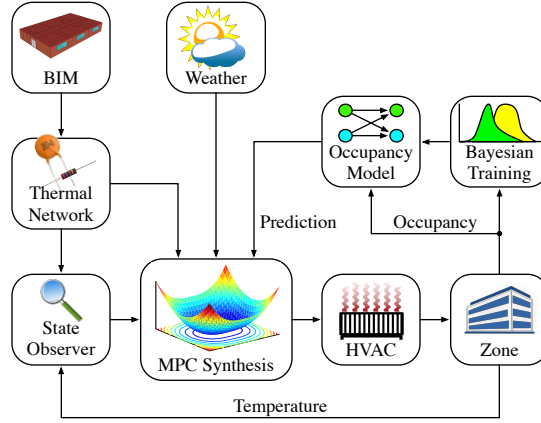 BIM
Weather
Occupancy
Model
Bayesian
Training
Thermal
Network
Prediction
Occupancy
State
Observer
MPC Synthesis
HVAC
Zone
Temperature